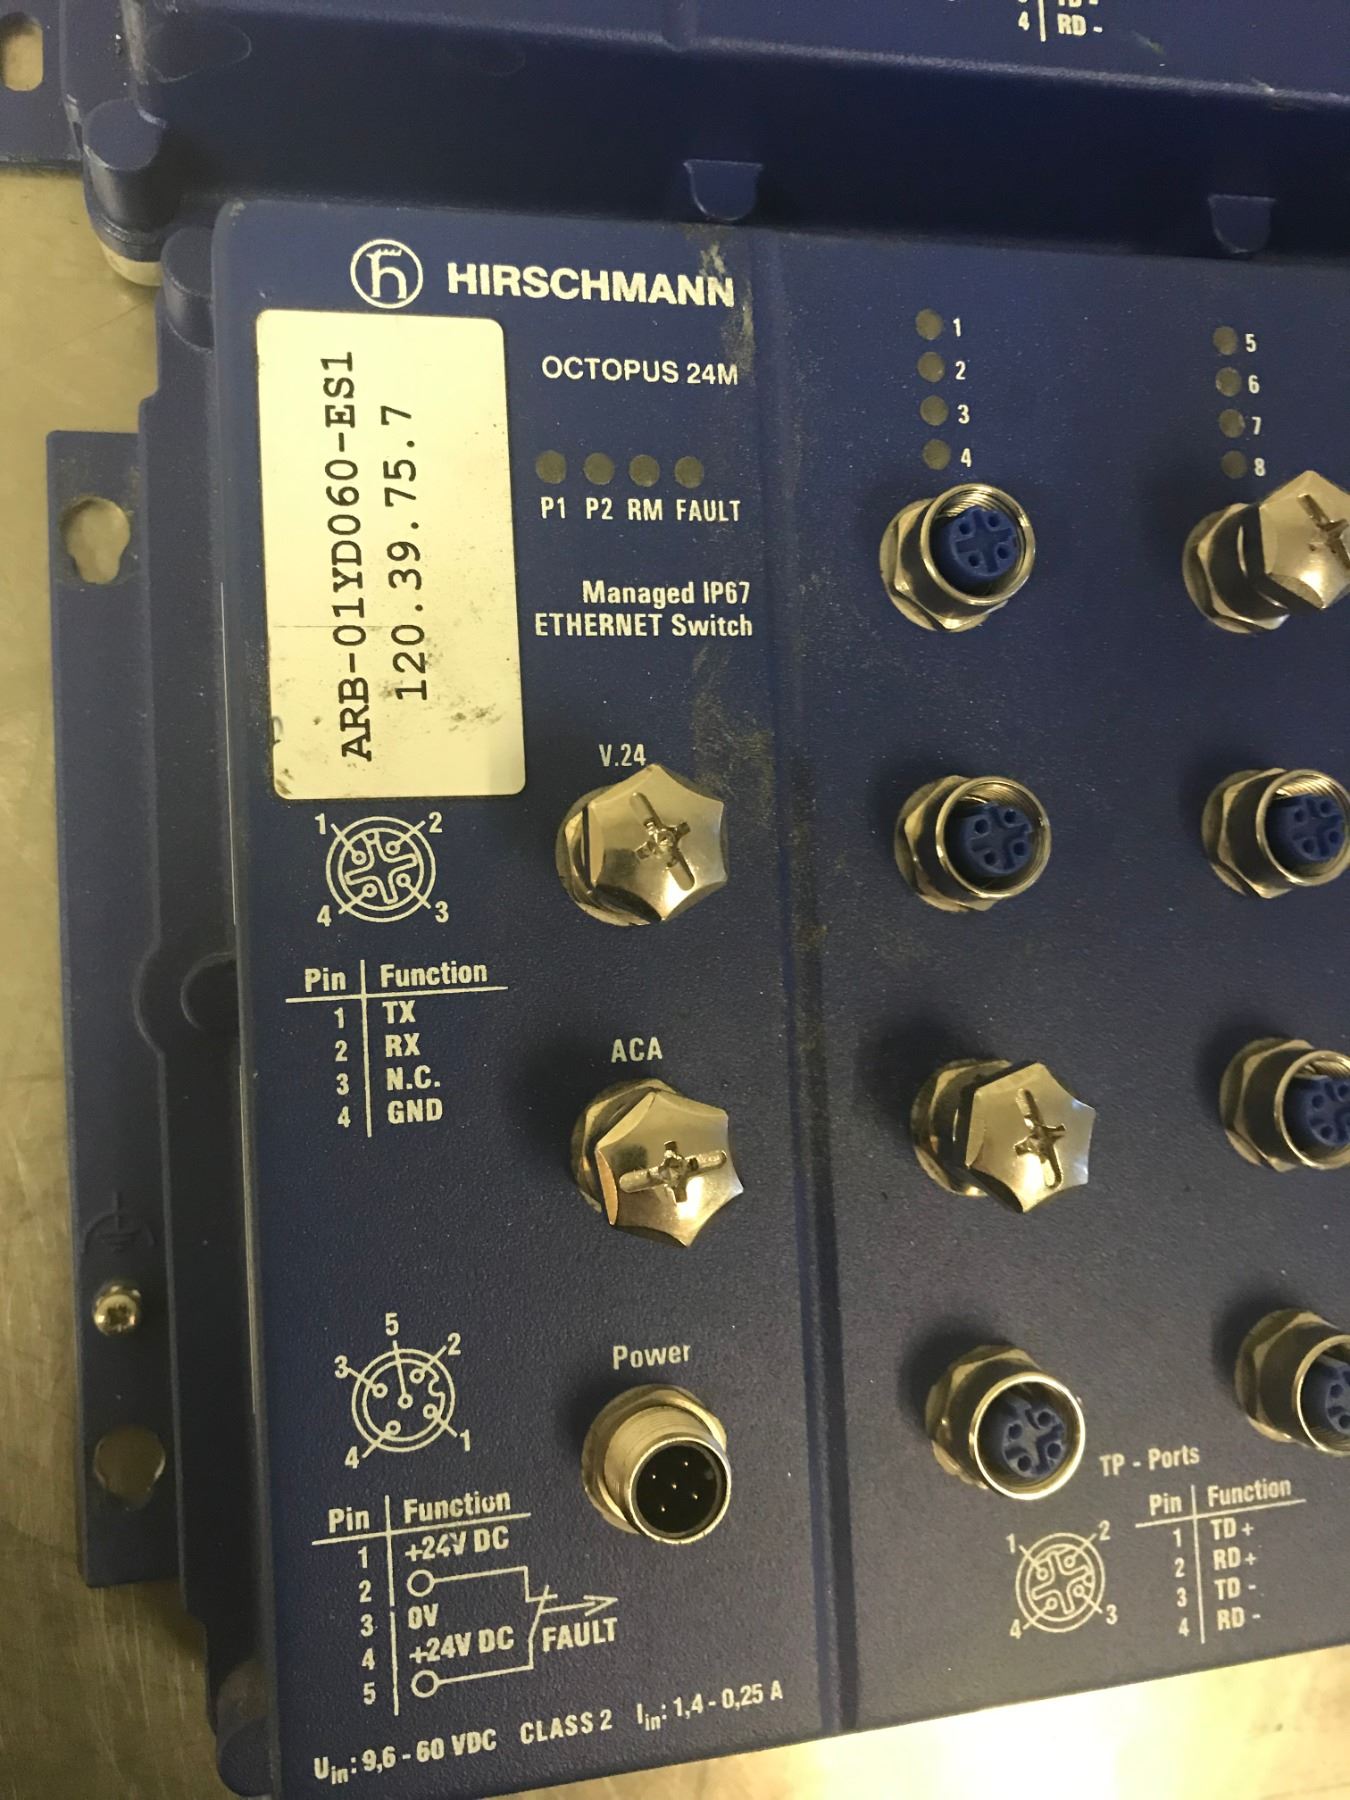 TD -
4 RD -
HIRSCHMANN
OCTOPUS 24M
ARB-01YD060-ES1
120.39.75.7
P1 P2 RM FAULT
Managed IP67
ETHERNET Switch
1
2
3
4
5
6
7
8
V.24
1 2
4 3
Pin Function
1 TX
2 RX
3 N.C.
4 GND
ACA
Power
5
3 2
4 1
Pin Function
1 +24V DC
2
3 0V
4 +24V DC
5
FAULT
Uin: 9,6 - 60 VDC CLASS 2 Iin: 1,4 - 0,25 A
TP - Ports
1 2
4 3
Pin Function
1 TD +
2 RD +
3 TD -
4 RD -